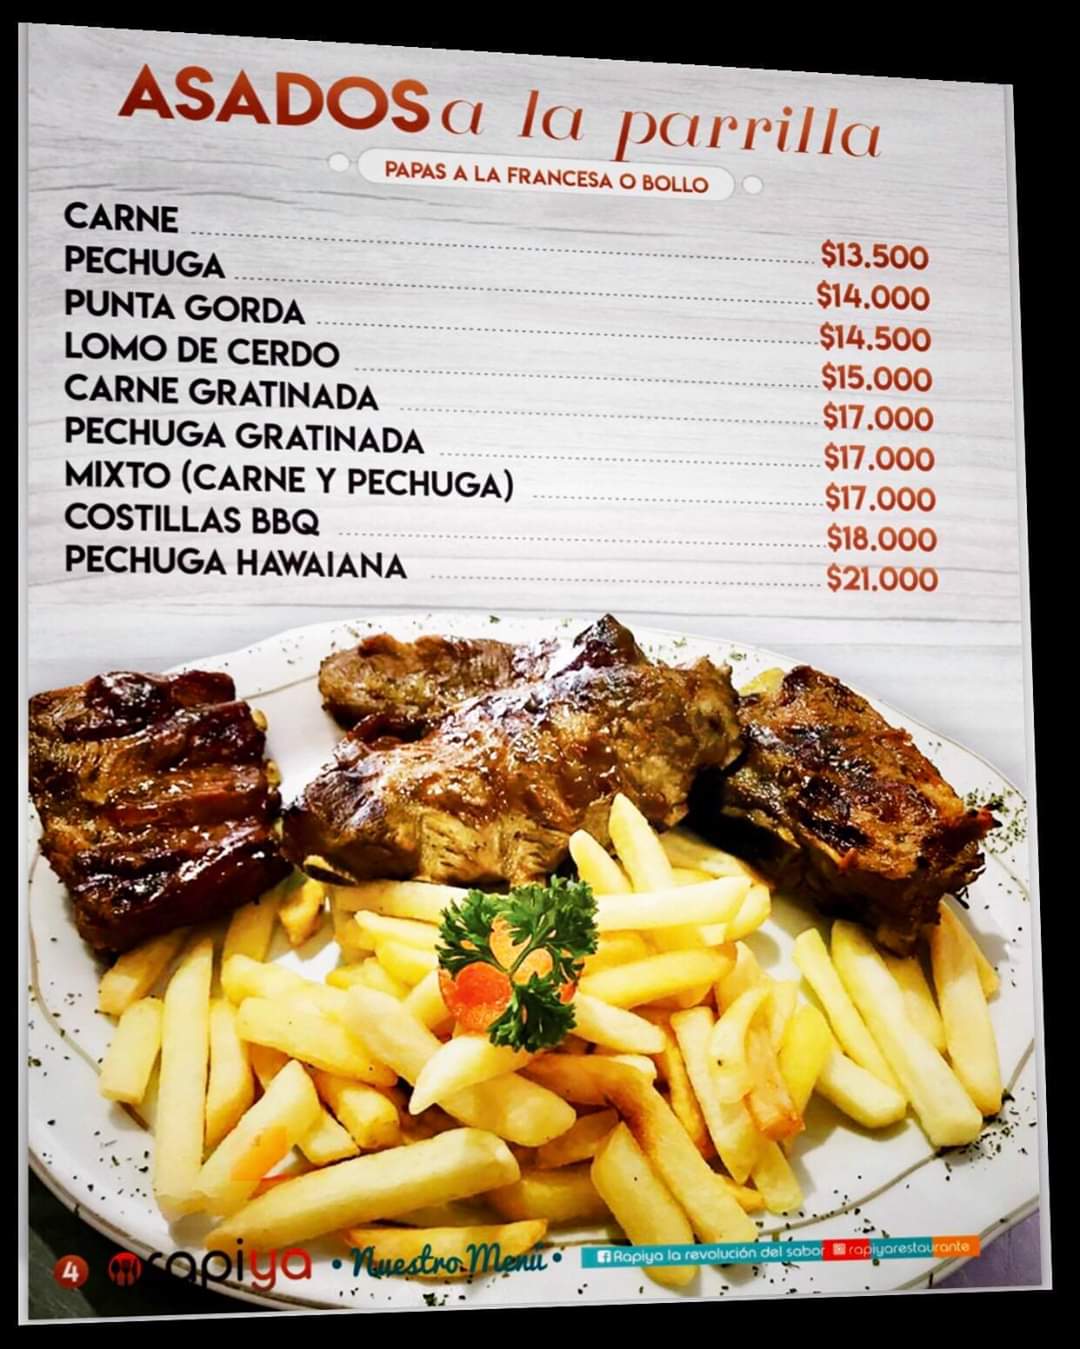 ASADOS a la parrilla
PAPAS A LA FRANCESA O BOLLO
CARNE $13.500
PECHUGA $14.000
PUNTA GORDA $14.500
LOMO DE CERDO $15.000
CARNE GRATINADA $17.000
PECHUGA GRATINADA $17.000
MIXTO (CARNE Y PECHUGA) $17.000
COSTILLAS BBQ $18.000
PECHUGA HAWAIANA $21.000
4 rapiya • Nuestro Menú • Rapiya la revolución del sabor rapiyarestaurante